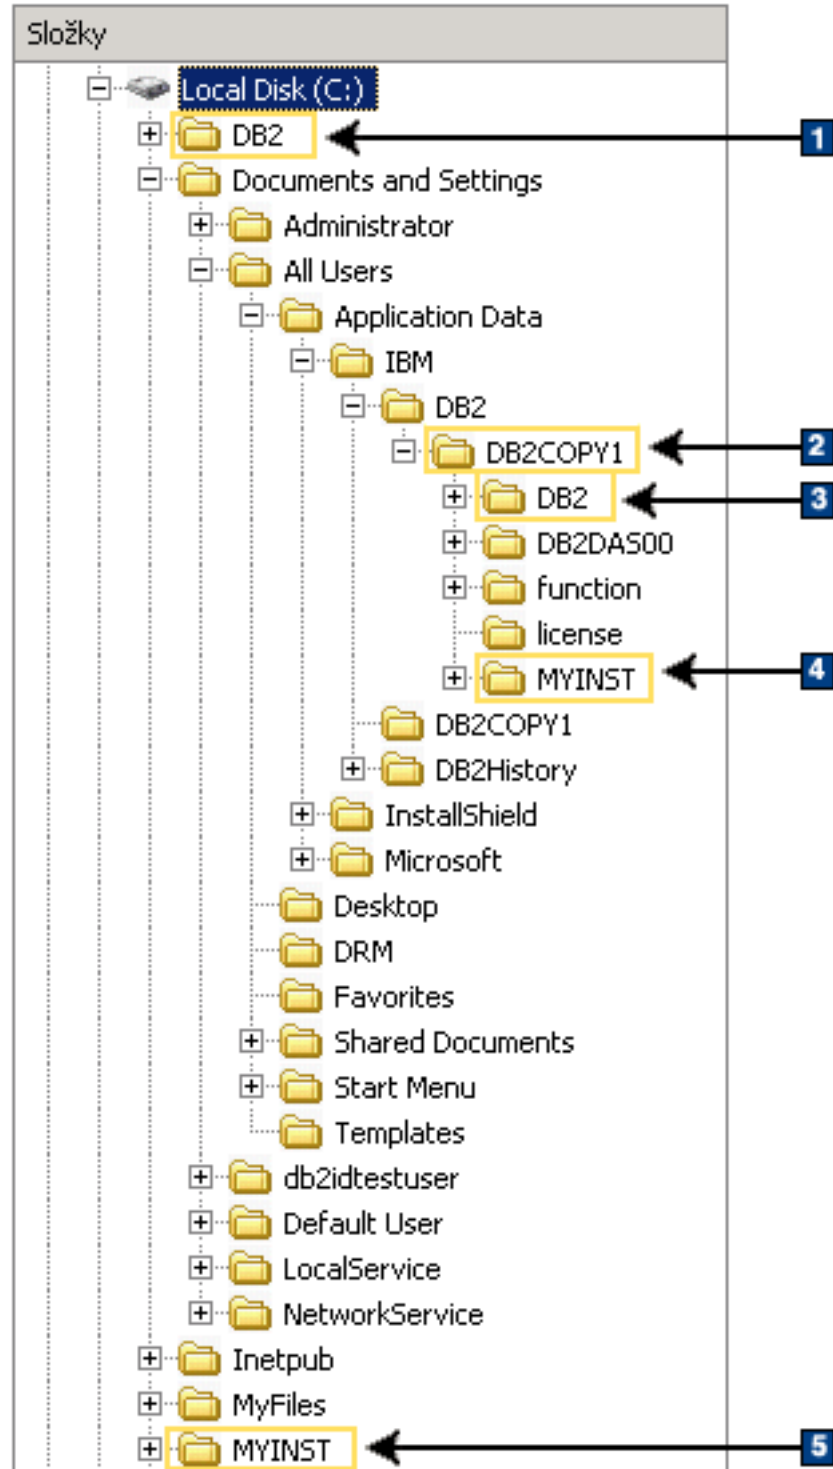 Složky
Local Disk (C:)
DB2
1
Documents and Settings
Administrator
All Users
Application Data
IBM
DB2
DB2COPY1
2
DB2
3
DB2DAS00
function
license
MYINST
4
DB2COPY1
DB2History
InstallShield
Microsoft
Desktop
DRM
Favorites
Shared Documents
Start Menu
Templates
db2idtestuser
Default User
LocalService
NetworkService
Inetpub
MyFiles
MYINST
5